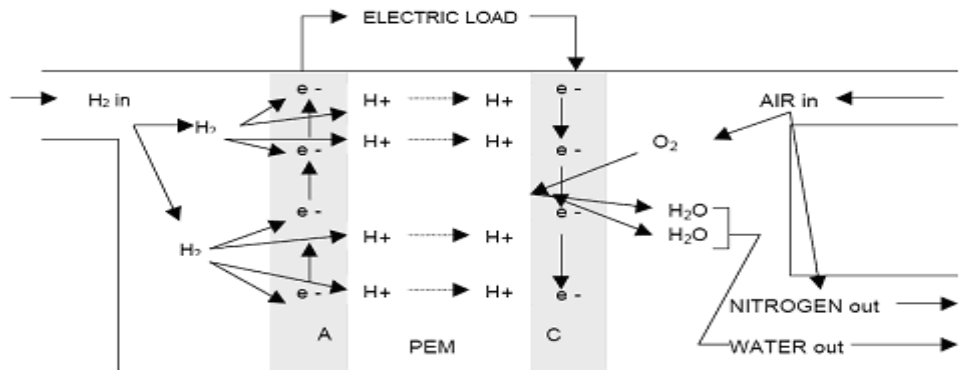 ELECTRIC LOAD
H₂ in
AIR in
e - H+ H+ e -
H₂
H+ H+
O₂
e - e -
e - e -
H₂O
H₂O
H₂
H+ H+
e - H+ H+ e -
NITROGEN out
A PEM C
WATER out